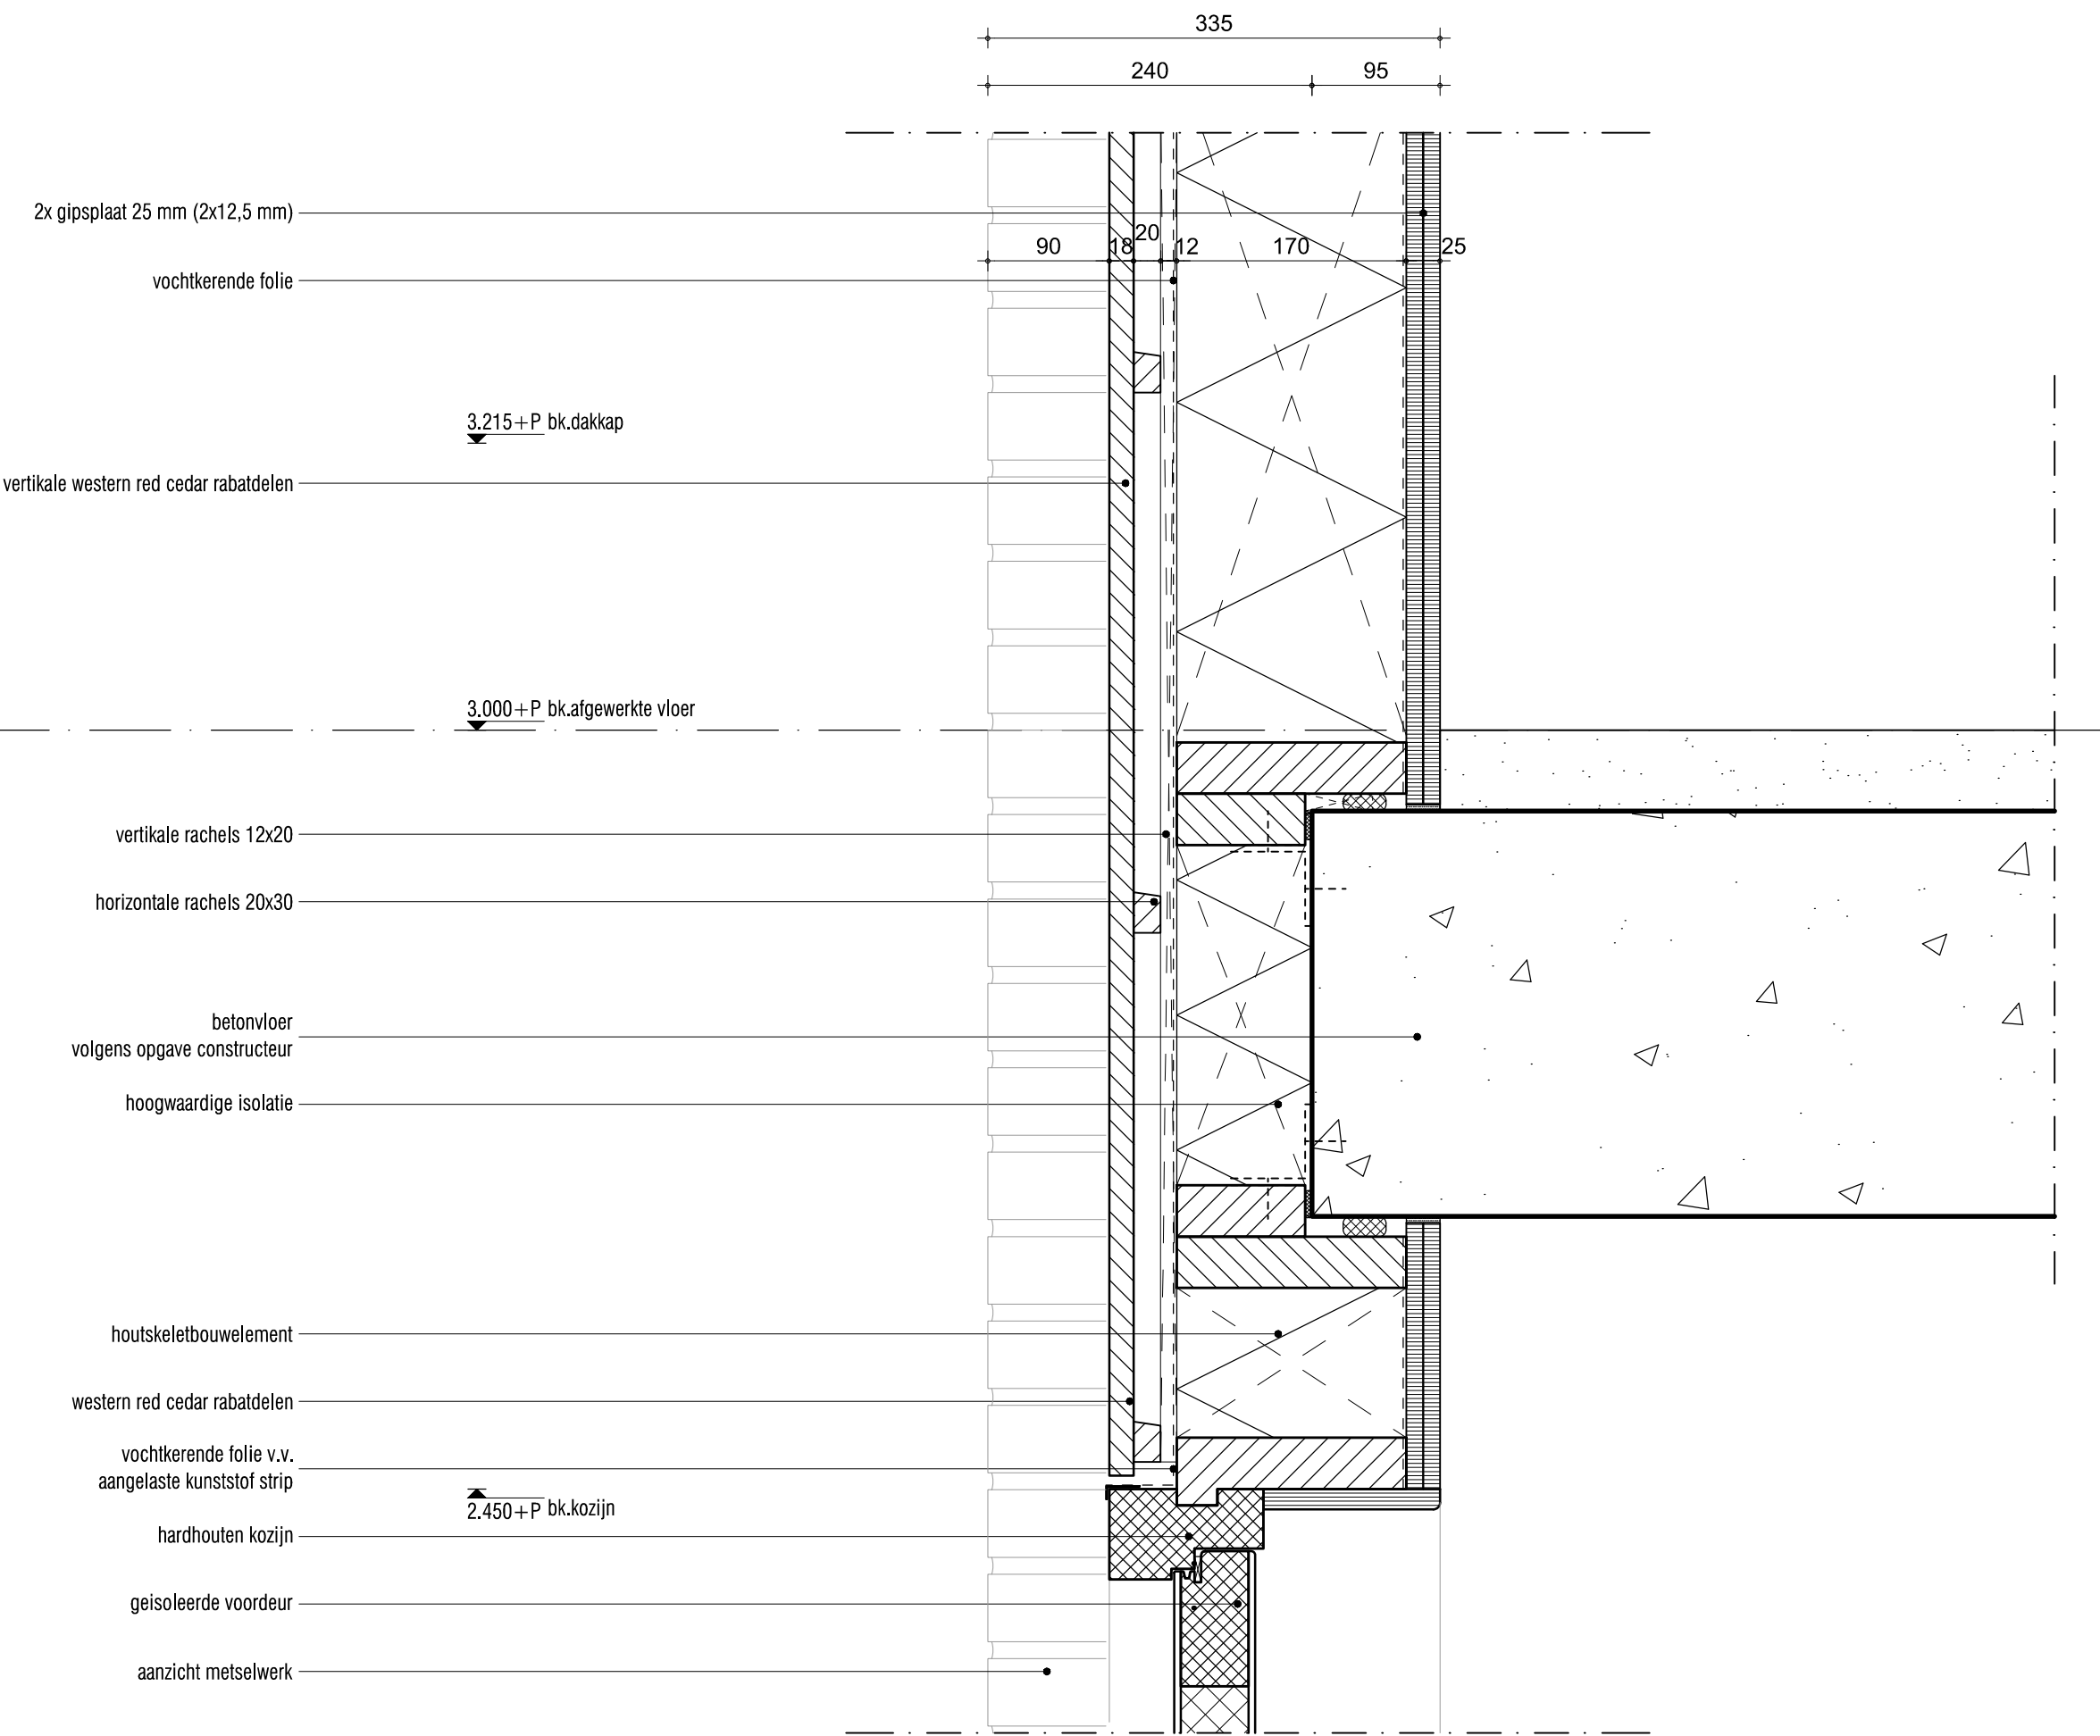 335
240 95
2x gipsplaat 25 mm (2x12,5 mm)
90 18 20 12 170 25
vochtkerende folie
3.215+P bk.dakkap
vertikale western red cedar rabatdelen
3.000+P bk.afgewerkte vloer
vertikale rachels 12x20
horizontale rachels 20x30
betonvloer
volgens opgave constructeur
hoogwaardige isolatie
houtskeletbouwelement
western red cedar rabatdelen
vochtkerende folie v.v.
aangelaste kunststof strip
2.450+P bk.kozijn
hardhouten kozijn
geisoleerde voordeur
aanzicht metselwerk